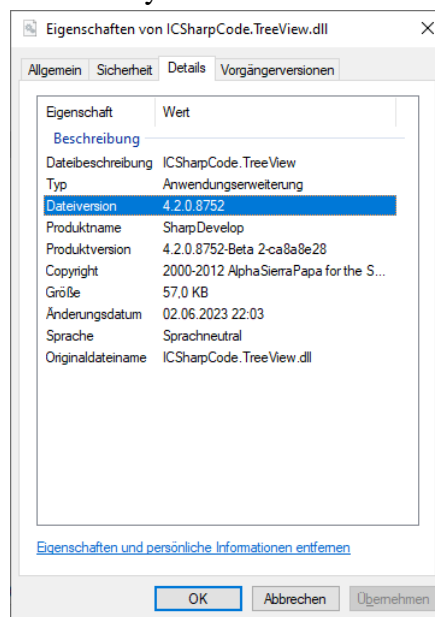 Eigenschaften von ICSharpCode.TreeView.dll
Allgemein Sicherheit Details Vorgängerversionen
Eigenschaft Wert
Beschreibung
Dateibeschreibung ICSharpCode.TreeView
Typ Anwendungserweiterung
Dateiversion 4.2.0.8752
Produktname SharpDevelop
Produktversion 4.2.0.8752-Beta 2-ca8a8e28
Copyright 2000-2012 AlphaSierraPapa for the S...
Größe 57,0 KB
Änderungsdatum 02.06.2023 22:03
Sprache Sprachneutral
Originaldateiname ICSharpCode.TreeView.dll
Eigenschaften und persönliche Informationen entfernen
OK Abbrechen Übernehmen